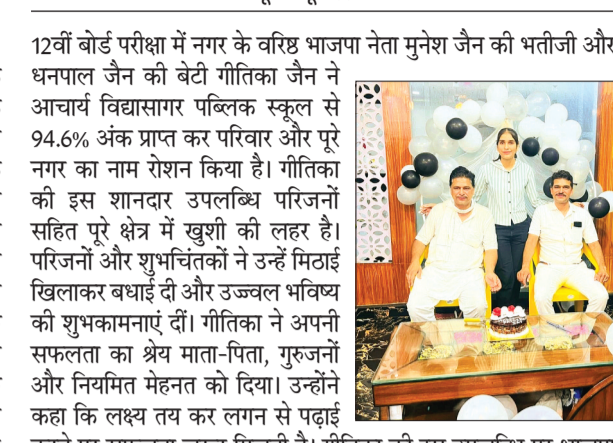 12वीं बोर्ड परीक्षा में नगर के वरिष्ठ भाजपा नेता मुनेश जैन की भतीजी और
धनपाल जैन की बेटी गीतिका जैन ने
आचार्य विद्यासागर पब्लिक स्कूल से
94.6% अंक प्राप्त कर परिवार और पूरे
नगर का नाम रोशन किया है। गीतिका
की इस शानदार उपलब्धि परिजनों
सहित पूरे क्षेत्र में खुशी की लहर है।
परिजनों और शुभचिंतकों ने उन्हें मिठाई
खिलाकर बधाई दी और उज्ज्वल भविष्य
की शुभकामनाएं दीं। गीतिका ने अपनी
सफलता का श्रेय माता-पिता, गुरुजनों
और नियमित मेहनत को दिया। उन्होंने
कहा कि लक्ष्य तय कर लगन से पढ़ाई